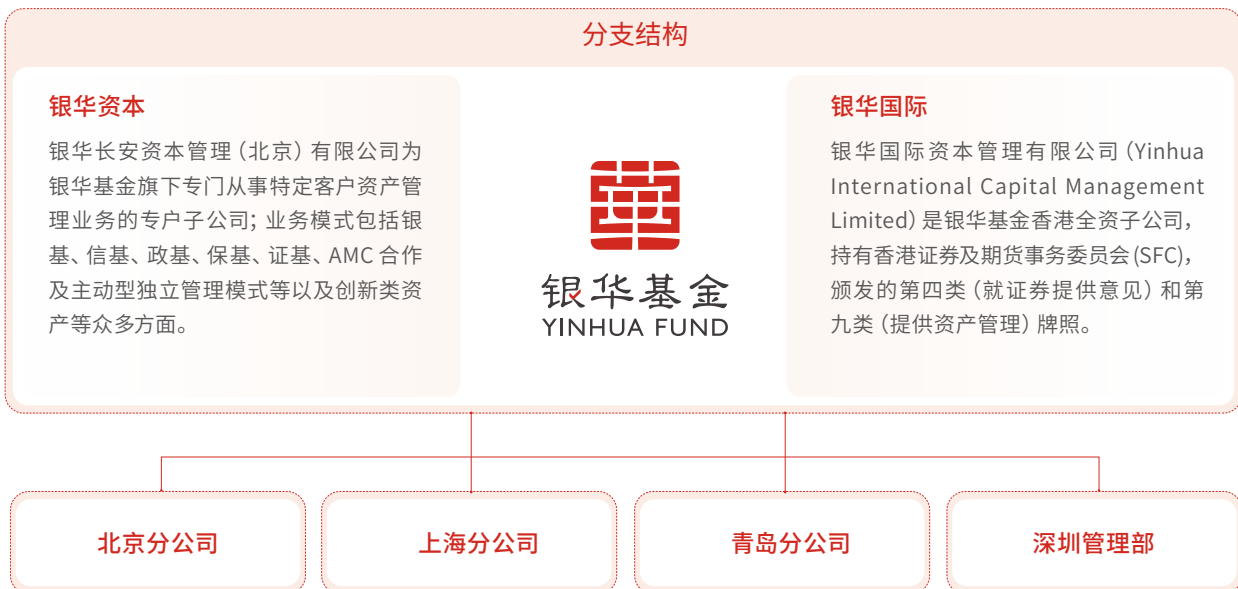 分支结构
银华资本
银华长安资本管理（北京）有限公司为
银华基金旗下专门从事特定客户资产管
理业务的专户子公司；业务模式包括银
基、信基、政基、保基、证基、AMC 合作
及主动型独立管理模式等以及创新类资
产等众多方面。
银华基金
YINHUA FUND
银华国际
银华国际资本管理有限公司（Yinhua
International Capital Management
Limited）是银华基金香港全资子公司，
持有香港证券及期货事务委员会(SFC)，
颁发的第四类（就证券提供意见）和第
九类（提供资产管理）牌照。
北京分公司
上海分公司
青岛分公司
深圳管理部